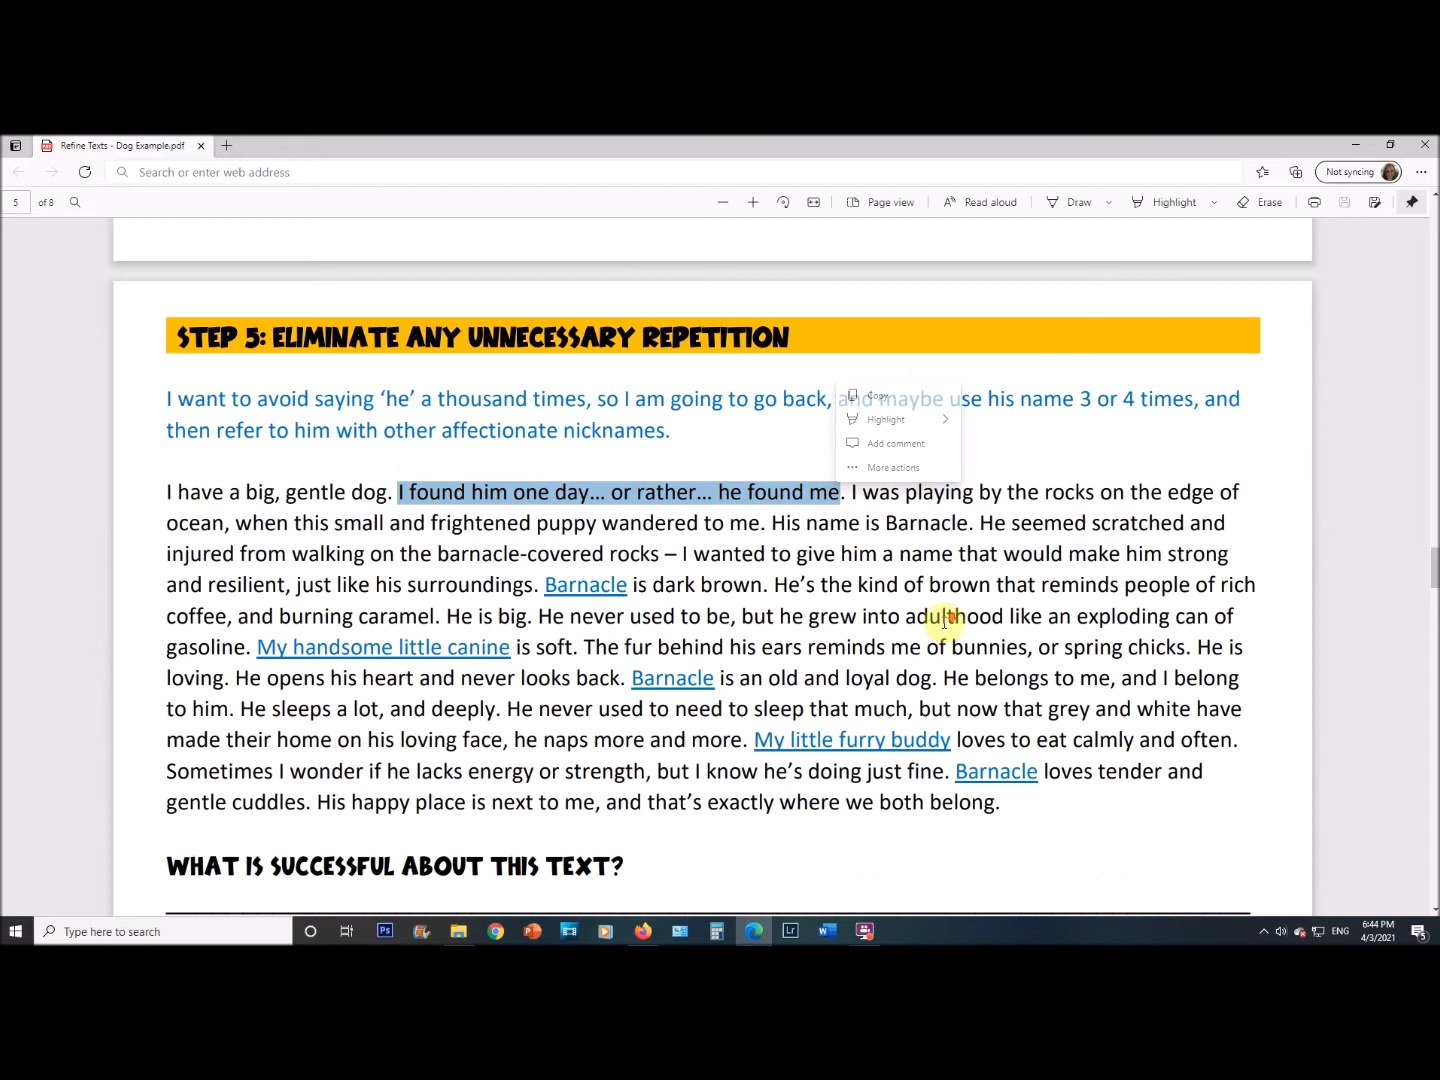 Refine Texts - Dog Example.pdf
Search or enter web address
Not syncing
5 of 8
Page view
Read aloud
Draw
Highlight
Erase
STEP 5: ELIMINATE ANY UNNECESSARY REPETITION
I want to avoid saying ‘he’ a thousand times, so I am going to go back, and maybe use his name 3 or 4 times, and
then refer to him with other affectionate nicknames.
Copy
Highlight
Add comment
More actions
I have a big, gentle dog. I found him one day… or rather… he found me. I was playing by the rocks on the edge of
ocean, when this small and frightened puppy wandered to me. His name is Barnacle. He seemed scratched and
injured from walking on the barnacle-covered rocks – I wanted to give him a name that would make him strong
and resilient, just like his surroundings. Barnacle is dark brown. He’s the kind of brown that reminds people of rich
coffee, and burning caramel. He is big. He never used to be, but he grew into adulthood like an exploding can of
gasoline. My handsome little canine is soft. The fur behind his ears reminds me of bunnies, or spring chicks. He is
loving. He opens his heart and never looks back. Barnacle is an old and loyal dog. He belongs to me, and I belong
to him. He sleeps a lot, and deeply. He never used to need to sleep that much, but now that grey and white have
made their home on his loving face, he naps more and more. My little furry buddy loves to eat calmly and often.
Sometimes I wonder if he lacks energy or strength, but I know he’s doing just fine. Barnacle loves tender and
gentle cuddles. His happy place is next to me, and that’s exactly where we both belong.
WHAT IS SUCCESSFUL ABOUT THIS TEXT?
Type here to search
Ps
Lr
ENG
6:44 PM
4/3/2021
5